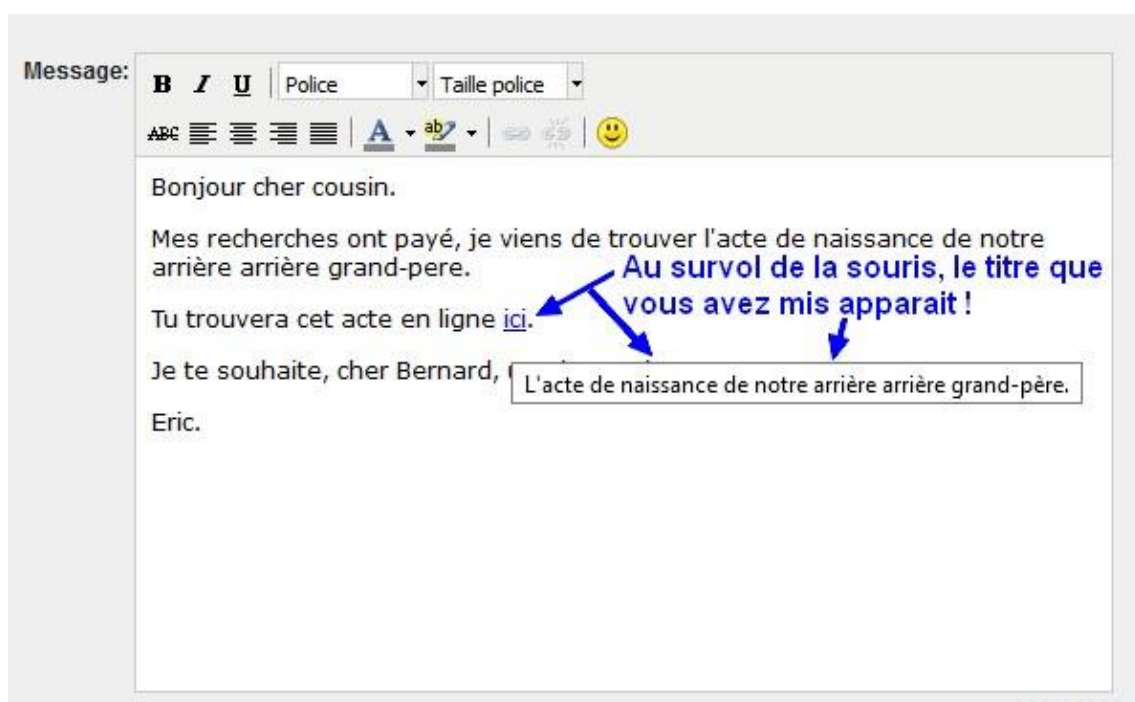 Message:
B I U Police Taille police
ABC A ab
Bonjour cher cousin.
Mes recherches ont payé, je viens de trouver l'acte de naissance de notre
arrière arrière grand-pere.
Au survol de la souris, le titre que
vous avez mis apparait !
Tu trouvera cet acte en ligne ici.
Je te souhaite, cher Bernard,
L'acte de naissance de notre arrière arrière grand-père.
Eric.